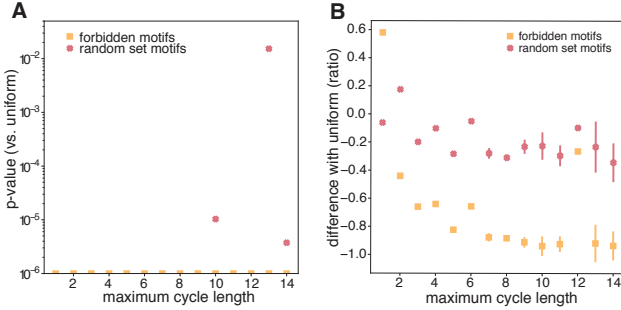 A
forbidden motifs
random set motifs
p-value (vs. uniform)
10⁻²
10⁻³
10⁻⁴
10⁻⁵
10⁻⁶
2 4 6 8 10 12 14
maximum cycle length
B
forbidden motifs
random set motifs
difference with uniform (ratio)
0.6
0.4
0.2
0.0
−0.2
−0.4
−0.6
−0.8
−1.0
2 4 6 8 10 12 14
maximum cycle length